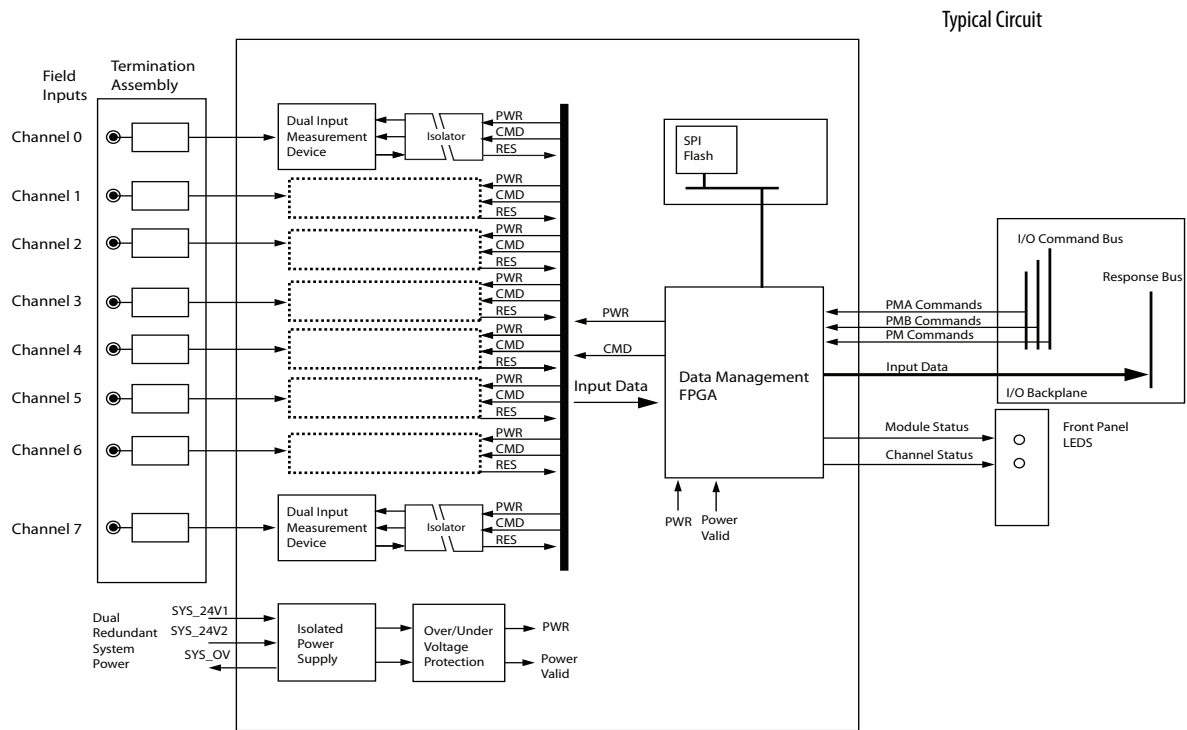 Typical Circuit
Field
Inputs
Termination
Assembly
Channel 0
Channel 1
Channel 2
Channel 3
Channel 4
Channel 5
Channel 6
Channel 7
Dual Input
Measurement
Device
Isolator
PWR
CMD
RES
PWR
CMD
RES
PWR
CMD
RES
PWR
CMD
RES
PWR
CMD
RES
PWR
CMD
RES
PWR
CMD
RES
Dual Input
Measurement
Device
Isolator
PWR
CMD
RES
PWR
CMD
Input Data
SPI
Flash
Data Management
FPGA
PWR
Power
Valid
I/O Command Bus
Response Bus
PMA Commands
PMB Commands
PM Commands
Input Data
I/O Backplane
Module Status
Channel Status
Front Panel
LEDS
Dual
Redundant
System
Power
SYS_24V1
SYS_24V2
SYS_OV
Isolated
Power
Supply
Over/Under
Voltage
Protection
PWR
Power
Valid